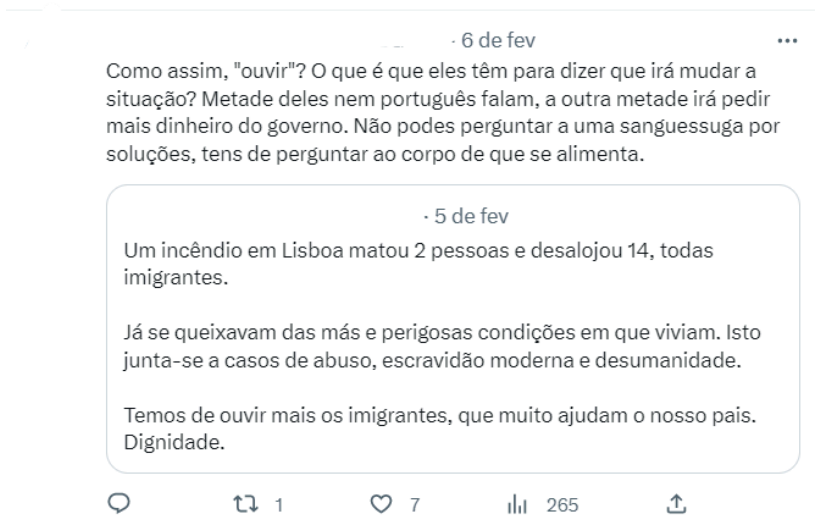 · 6 de fev
Como assim, "ouvir"? O que é que eles têm para dizer que irá mudar a
situação? Metade deles nem português falam, a outra metade irá pedir
mais dinheiro do governo. Não podes perguntar a uma sanguessuga por
soluções, tens de perguntar ao corpo de que se alimenta.
· 5 de fev
Um incêndio em Lisboa matou 2 pessoas e desalojou 14, todas
imigrantes.
Já se queixavam das más e perigosas condições em que viviam. Isto
junta-se a casos de abuso, escravidão moderna e desumanidade.
Temos de ouvir mais os imigrantes, que muito ajudam o nosso pais.
Dignidade.
1 7 265